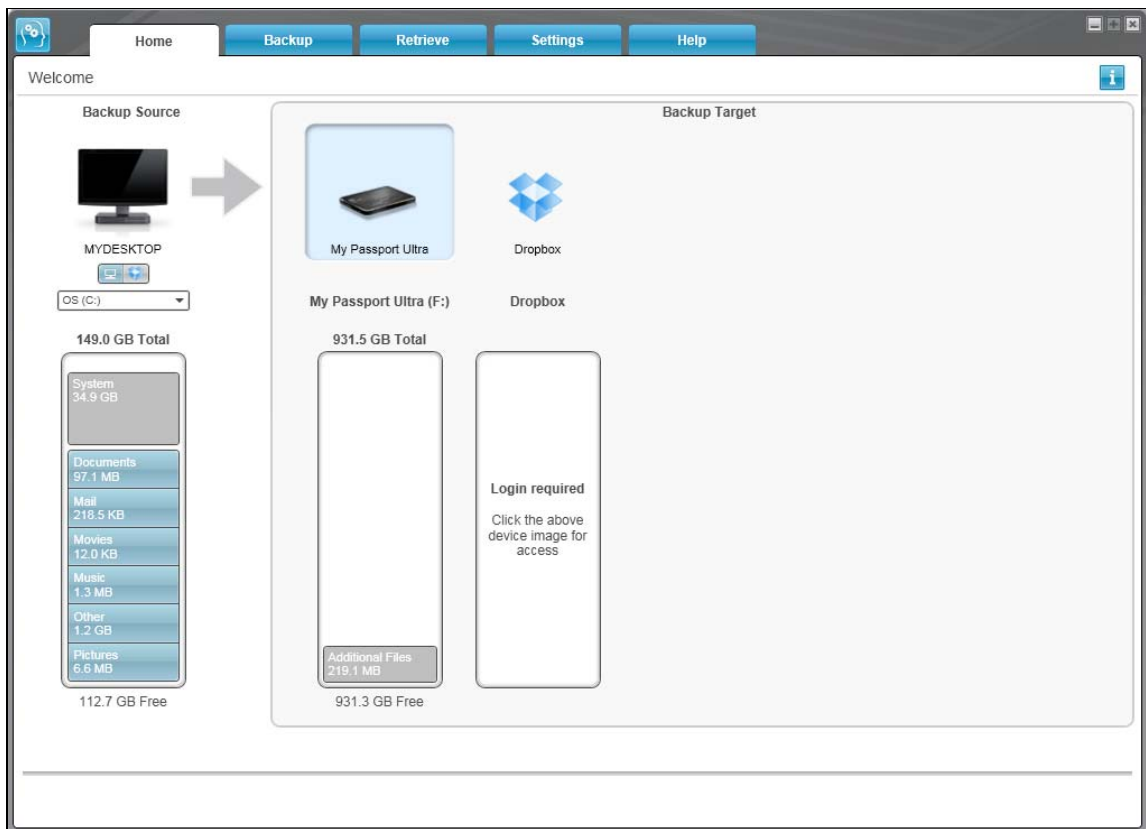 Home
Backup
Retrieve
Settings
Help
Welcome
i
Backup Source
Backup Target
MYDESKTOP
My Passport Ultra
Dropbox
OS (C:)
My Passport Ultra (F:)
Dropbox
149.0 GB Total
931.5 GB Total
System
34.9 GB
Documents
97.1 MB
Mail
218.5 KB
Movies
12.0 KB
Music
1.3 MB
Other
1.2 GB
Pictures
6.6 MB
112.7 GB Free
Additional Files
219.1 MB
931.3 GB Free
Login required
Click the above
device image for
access